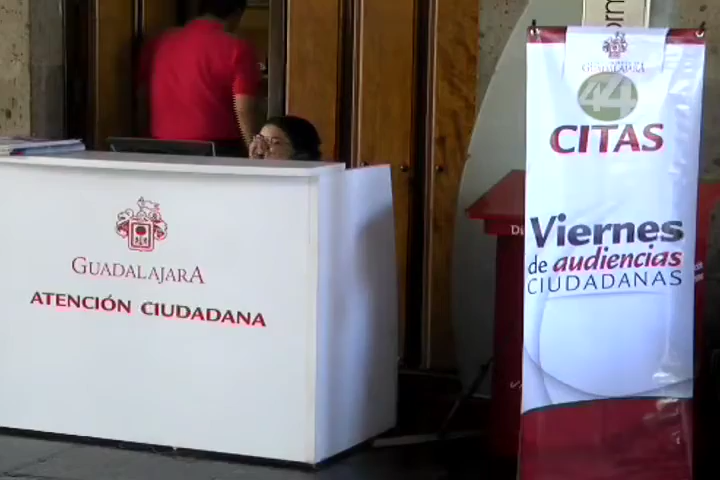 GUADALAJARA
ATENCIÓN CIUDADANA
GUADALAJARA
44
CITAS
Viernes
de audiencias
CIUDADANAS